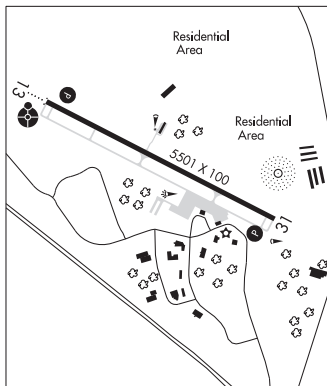 Residential
Area
13
P
Residential
Area
5501 X 100
31
P